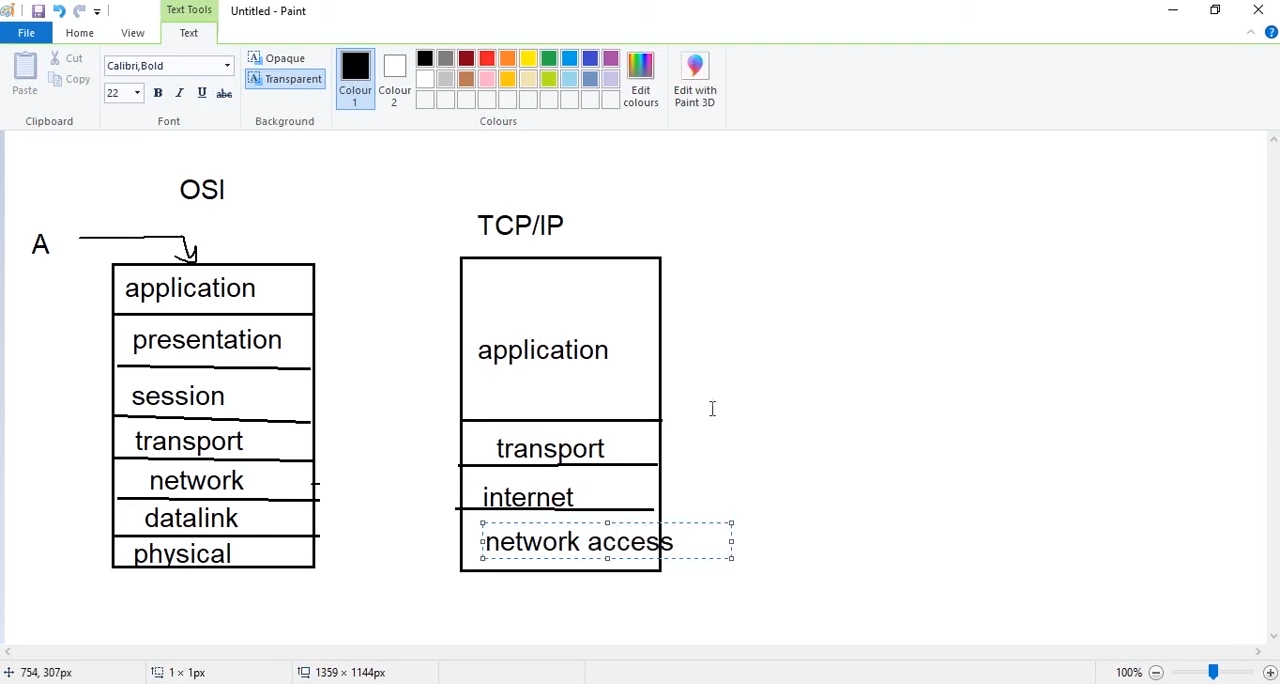 Text Tools
Untitled - Paint
File
Home
View
Text
Paste
Cut
Copy
Clipboard
Calibri,Bold
22
B I U abc
Font
A Opaque
A Transparent
Background
Colour 1
Colour 2
Edit colours
Colours
Edit with Paint 3D
OSI
A
application
presentation
session
transport
network
datalink
physical
TCP/IP
application
transport
internet
network access
754, 307px
1 × 1px
1359 × 1144px
100%